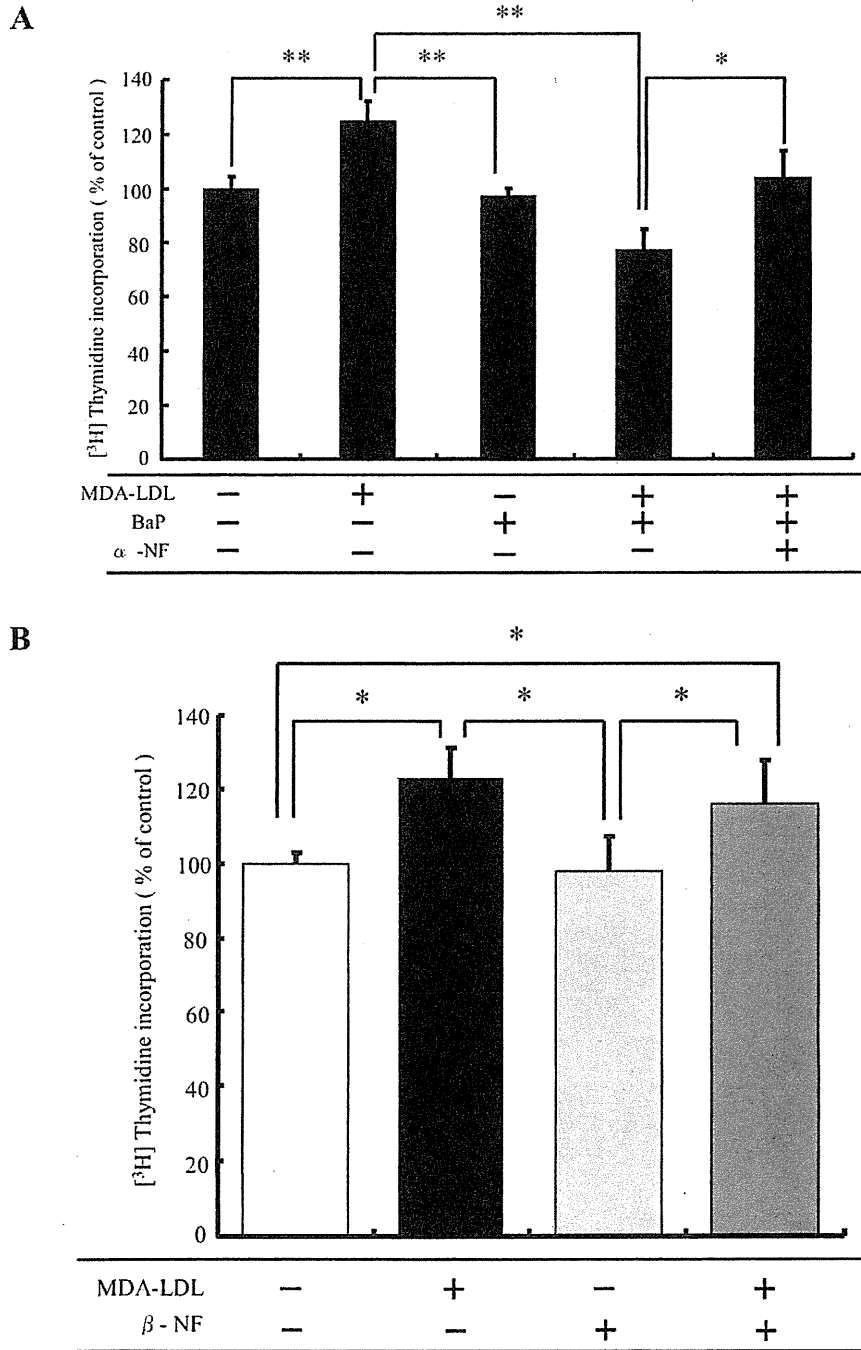 A
**
** ** *
[³H] Thymidine incorporation ( % of control )
140
120
100
80
60
40
20
0
MDA-LDL − + − + +
BaP − − + + +
α -NF − − − − +
B
*
* * *
[³H] Thymidine incorporation ( % of control )
140
120
100
80
60
40
20
0
MDA-LDL − + − +
β - NF − − + +